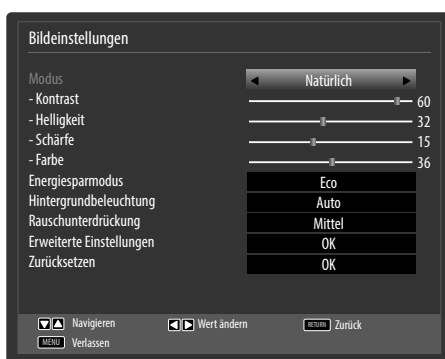 Bildeinstellungen
Modus Natürlich
- Kontrast 60
- Helligkeit 32
- Schärfe 15
- Farbe 36
Energiesparmodus Eco
Hintergrundbeleuchtung Auto
Rauschunterdrückung Mittel
Erweiterte Einstellungen OK
Zurücksetzen OK
Navigieren Wert ändern RETURN Zurück
MENU Verlassen